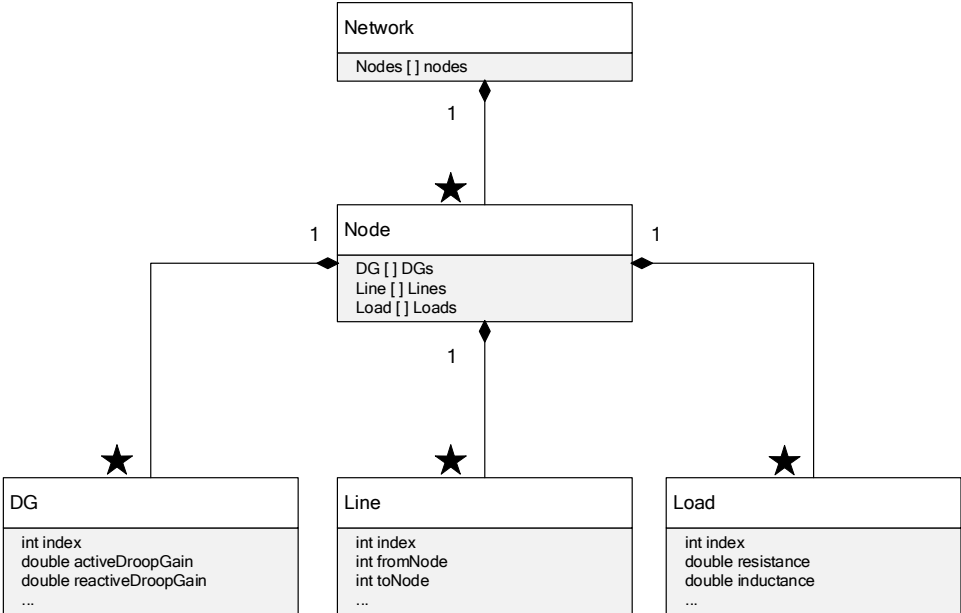 Network
Nodes [ ] nodes
1
★
1
Node
1
DG [ ] DGs
Line [ ] Lines
Load [ ] Loads
1
★
★
★
DG
int index
double activeDroopGain
double reactiveDroopGain
...
Line
int index
int fromNode
int toNode
...
Load
int index
double resistance
double inductance
...